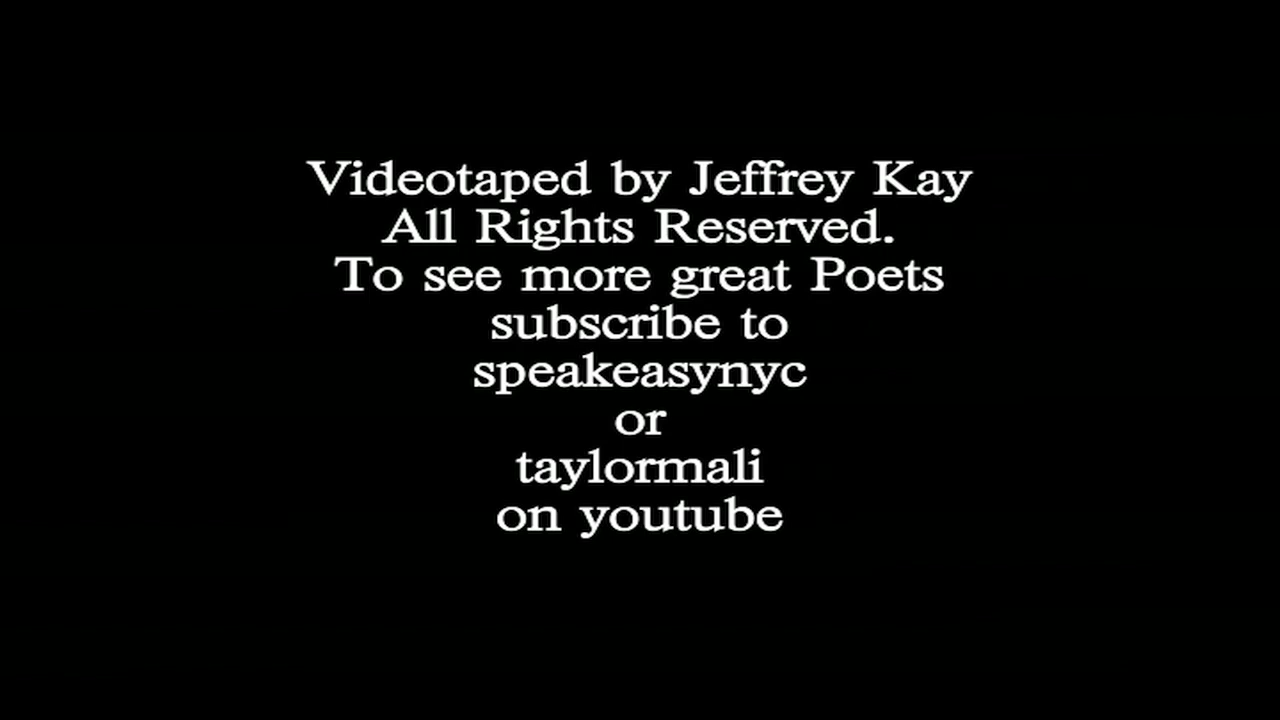 Videotaped by Jeffrey Kay
All Rights Reserved.
To see more great Poets
subscribe to
speakeasynyc
or
taylormali
on youtube